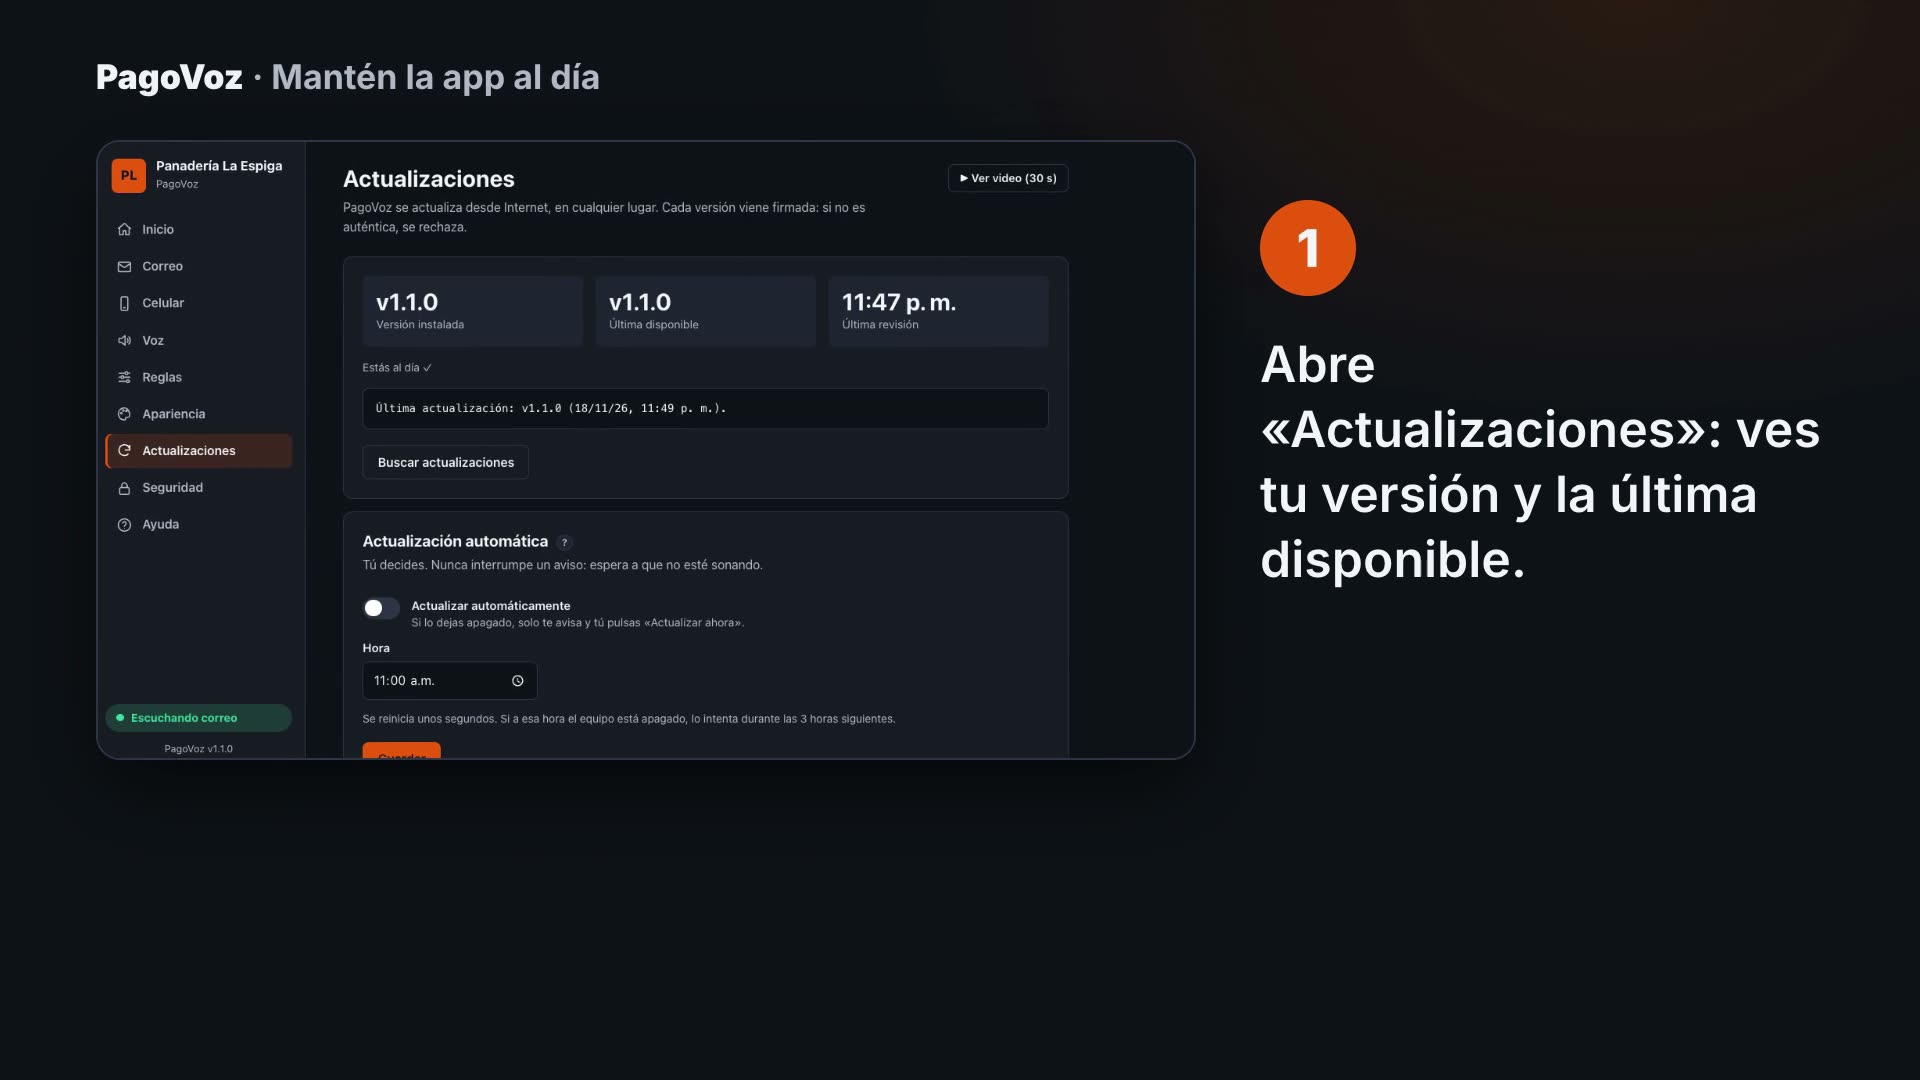 PagoVoz · Mantén la app al día
PL
Panadería La Espiga
PagoVoz
Inicio
Correo
Celular
Voz
Reglas
Apariencia
Actualizaciones
Seguridad
Ayuda
Escuchando correo
PagoVoz v1.1.0
Actualizaciones
▶ Ver video (30 s)
PagoVoz se actualiza desde Internet, en cualquier lugar. Cada versión viene firmada: si no es
auténtica, se rechaza.
v1.1.0
Versión instalada
v1.1.0
Última disponible
11:47 p. m.
Última revisión
Estás al día ✓
Última actualización: v1.1.0 (18/11/26, 11:49 p. m.).
Buscar actualizaciones
Actualización automática ?
Tú decides. Nunca interrumpe un aviso: espera a que no esté sonando.
Actualizar automáticamente
Si lo dejas apagado, solo te avisa y tú pulsas «Actualizar ahora».
Hora
11:00 a.m.
Se reinicia unos segundos. Si a esa hora el equipo está apagado, lo intenta durante las 3 horas siguientes.
1
Abre
«Actualizaciones»: ves
tu versión y la última
disponible.